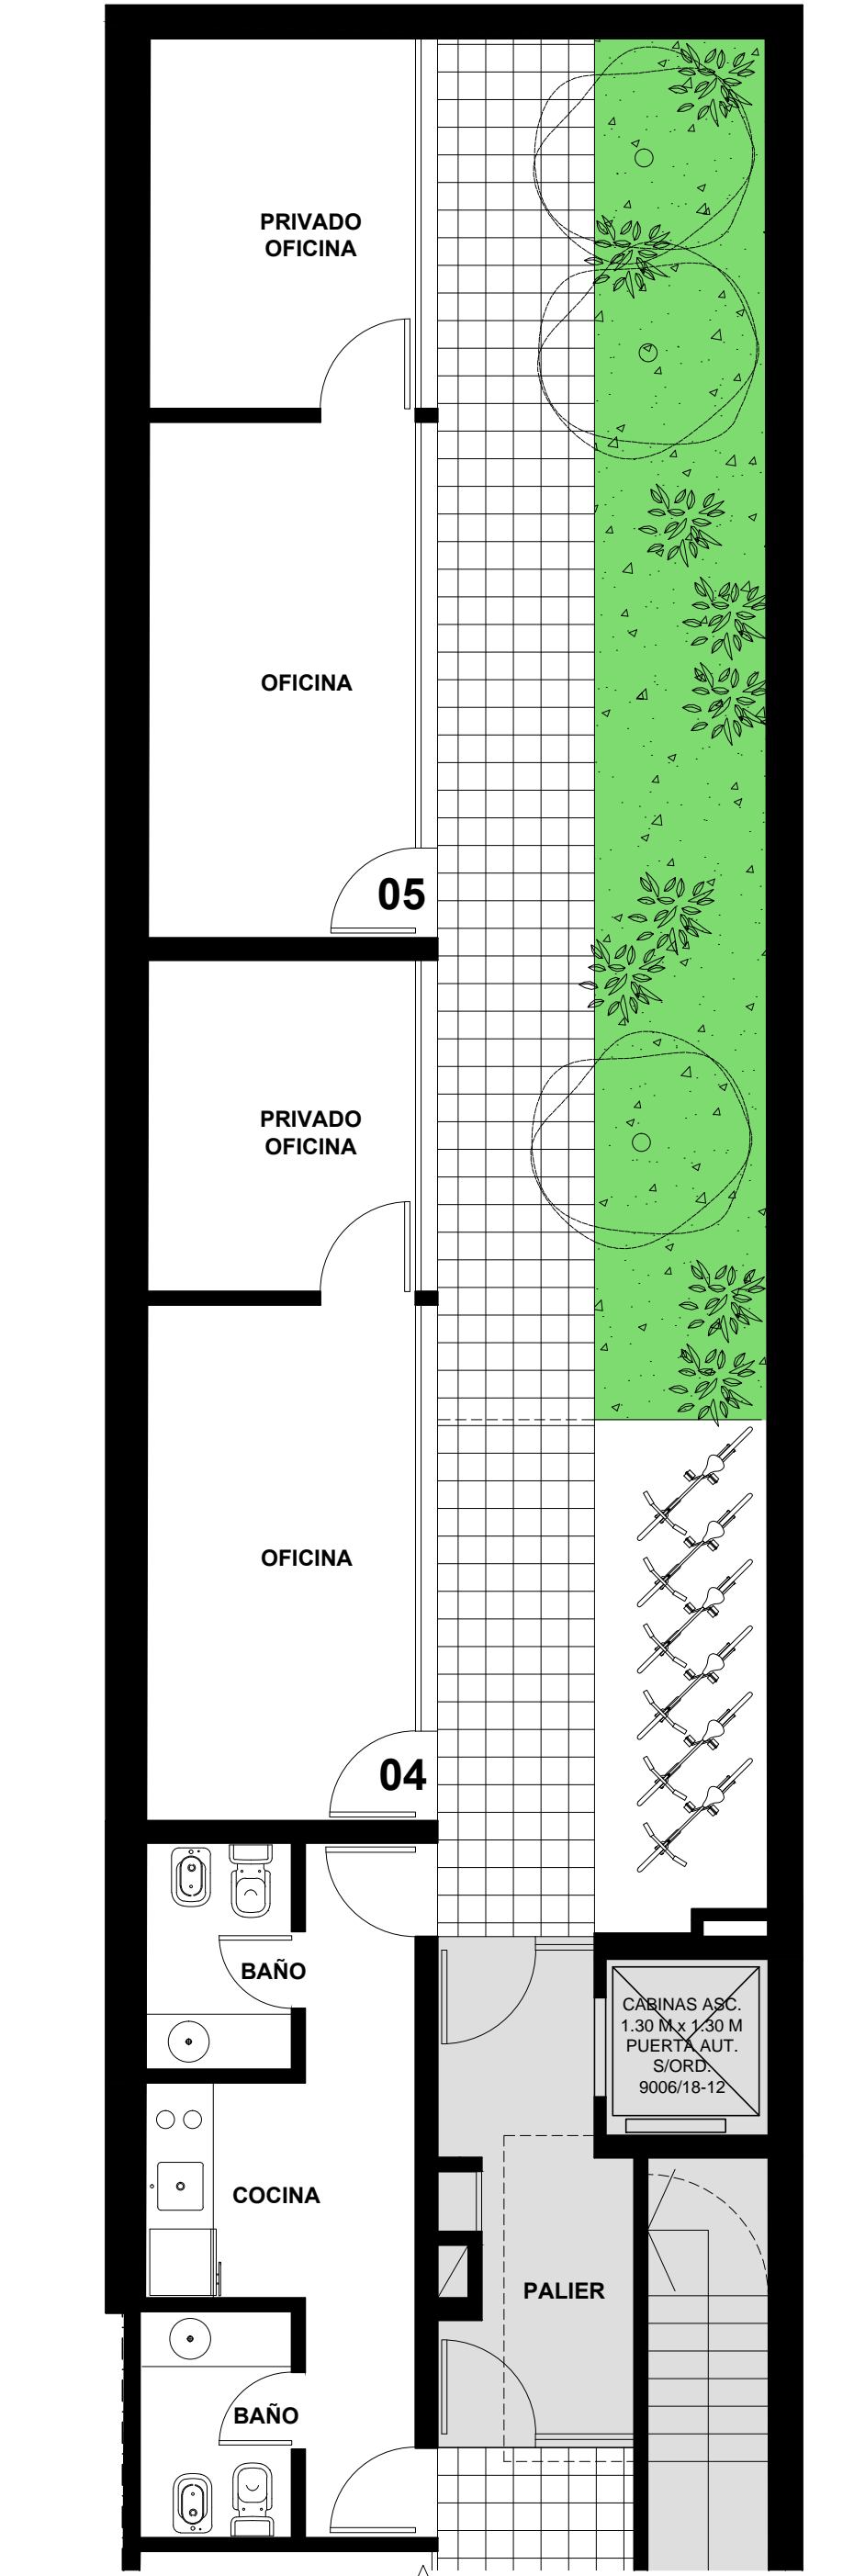 PRIVADO
OFICINA
OFICINA
05
PRIVADO
OFICINA
OFICINA
04
BAÑO
CABINAS ASC.
1.30 M x 1.30 M
PUERTA AUT.
S/ORD.
9006/18-12
COCINA
PALIER
BAÑO